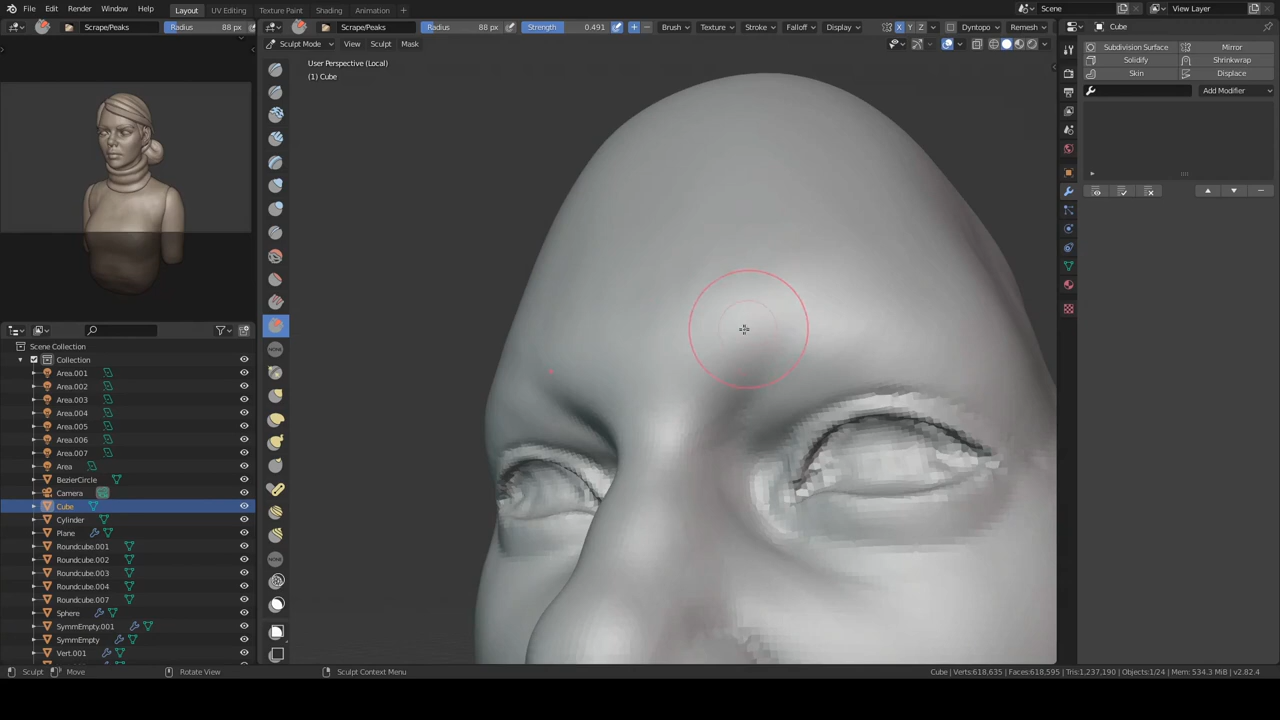 File Edit Render Window Help Layout UV Editing Texture Paint Shading Animation + Scene View Layer
Scrape/Peaks Radius 88 px Scrape/Peaks Radius 88 px Strength 0.491 Brush Texture Stroke Falloff Display X Y Z Dyntopo Remesh Cube
Sculpt Mode View Sculpt Mask
Subdivision Surface Mirror
Solidify Shrinkwrap
Skin Displace
Add Modifier
User Perspective (Local)
(1) Cube
Scene Collection
Collection
Area.001
Area.002
Area.003
Area.004
Area.005
Area.006
Area.007
Area
BezierCircle
Camera
Cube
Cylinder
Plane
Roundcube.001
Roundcube.002
Roundcube.003
Roundcube.004
Roundcube.007
Sphere
SymmEmpty.001
SymmEmpty
Vert.001
NONE
NONE
Sculpt Move Rotate View Sculpt Context Menu Cube | Verts:618,635 | Faces:618,595 | Tris:1,237,190 | Objects:1/24 | Mem: 534.3 MiB | v2.82.4